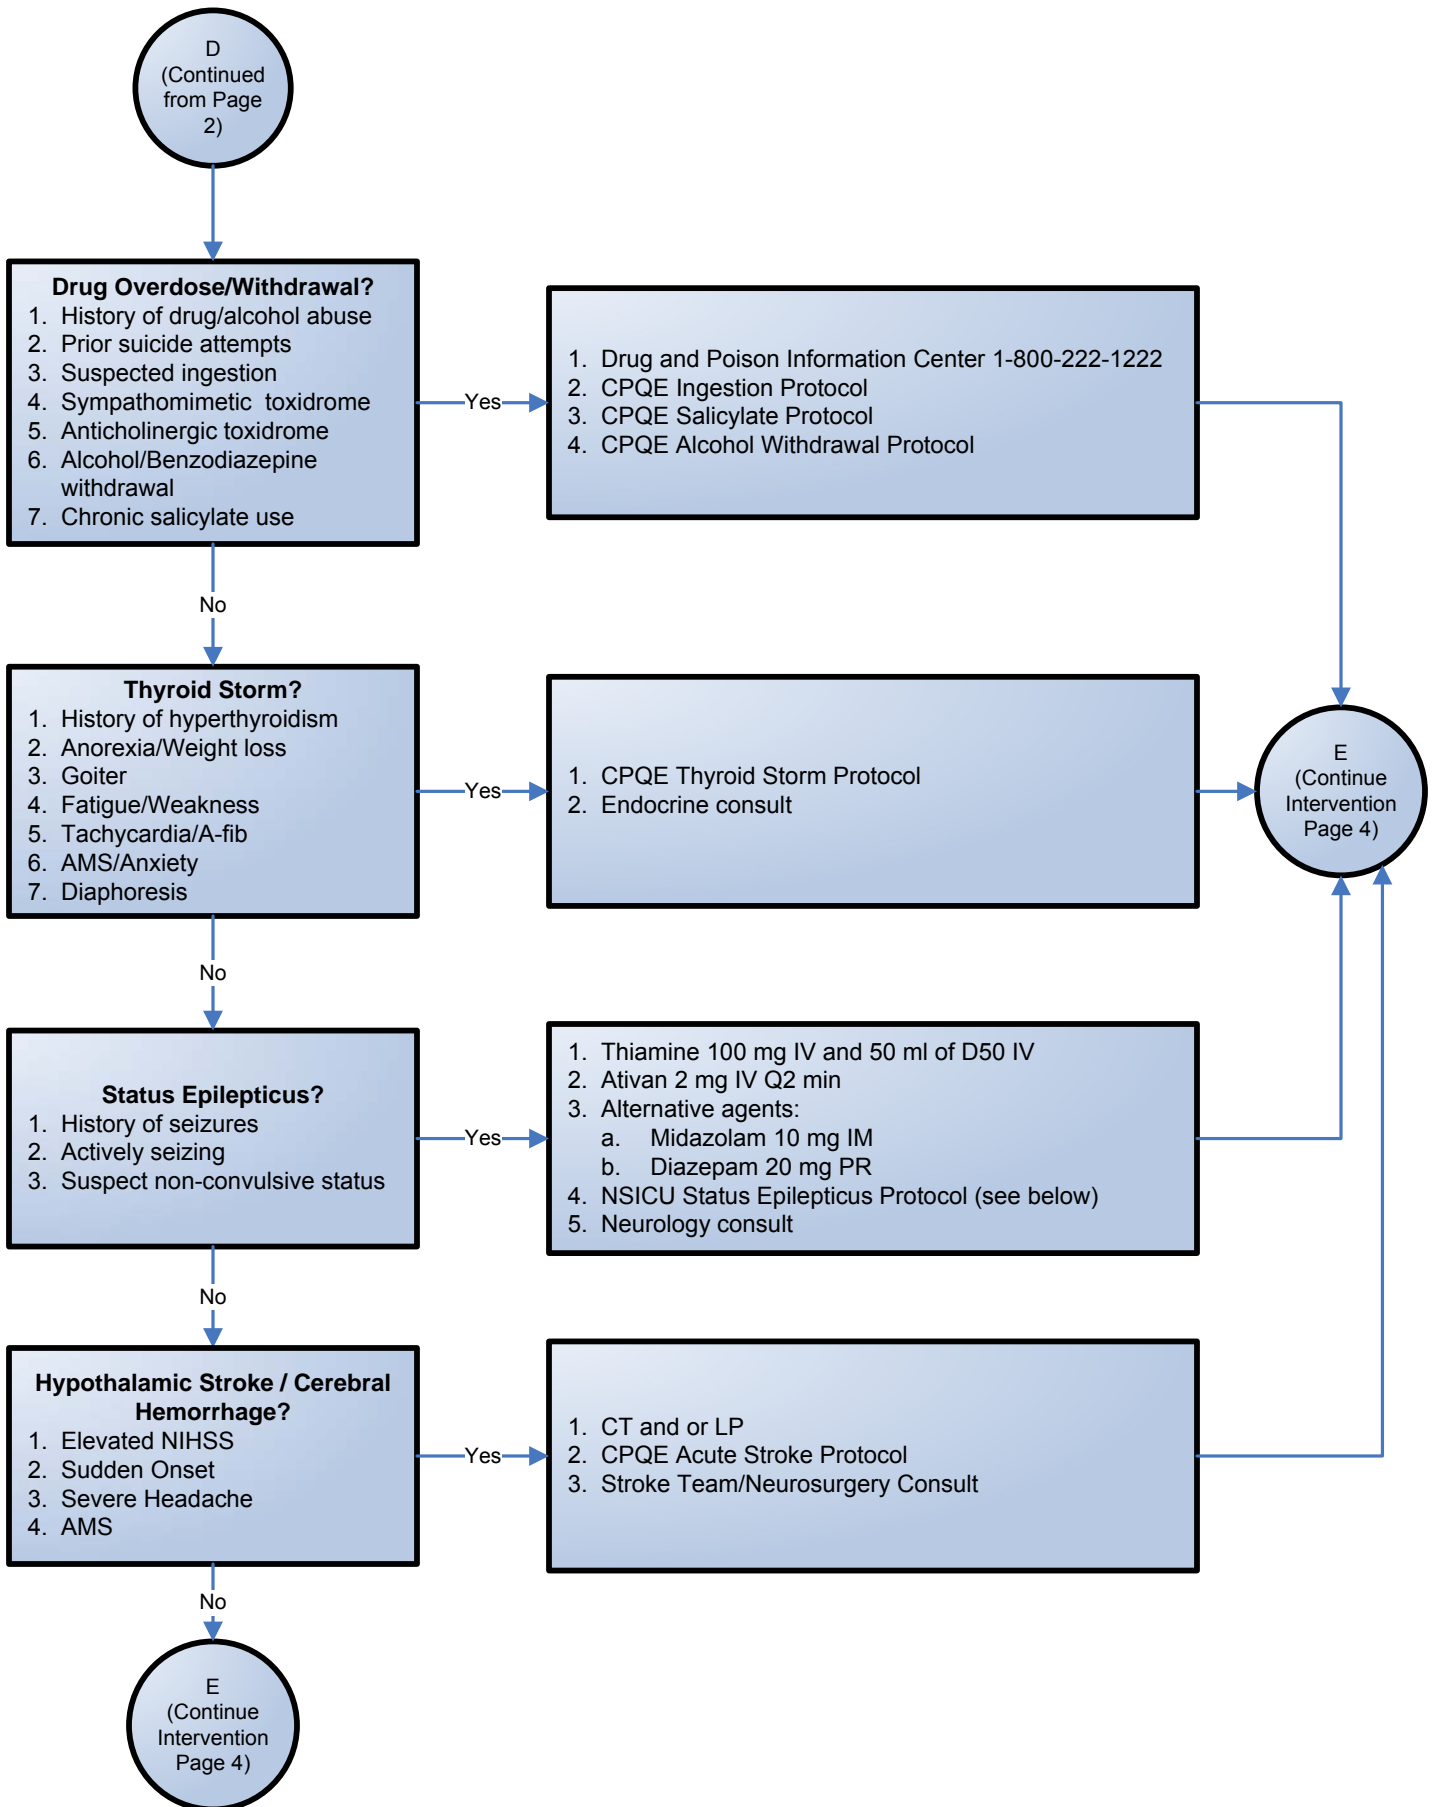 D
(Continued
from Page
2)
Drug Overdose/Withdrawal?
1. History of drug/alcohol abuse
2. Prior suicide attempts
3. Suspected ingestion
4. Sympathomimetic toxidrome
5. Anticholinergic toxidrome
6. Alcohol/Benzodiazepine
withdrawal
7. Chronic salicylate use
Yes
1. Drug and Poison Information Center 1-800-222-1222
2. CPQE Ingestion Protocol
3. CPQE Salicylate Protocol
4. CPQE Alcohol Withdrawal Protocol
No
Thyroid Storm?
1. History of hyperthyroidism
2. Anorexia/Weight loss
3. Goiter
4. Fatigue/Weakness
5. Tachycardia/A-fib
6. AMS/Anxiety
7. Diaphoresis
Yes
1. CPQE Thyroid Storm Protocol
2. Endocrine consult
E
(Continue
Intervention
Page 4)
No
Status Epilepticus?
1. History of seizures
2. Actively seizing
3. Suspect non-convulsive status
Yes
1. Thiamine 100 mg IV and 50 ml of D50 IV
2. Ativan 2 mg IV Q2 min
3. Alternative agents:
a. Midazolam 10 mg IM
b. Diazepam 20 mg PR
4. NSICU Status Epilepticus Protocol (see below)
5. Neurology consult
No
Hypothalamic Stroke / Cerebral
Hemorrhage?
1. Elevated NIHSS
2. Sudden Onset
3. Severe Headache
4. AMS
Yes
1. CT and or LP
2. CPQE Acute Stroke Protocol
3. Stroke Team/Neurosurgery Consult
No
E
(Continue
Intervention
Page 4)